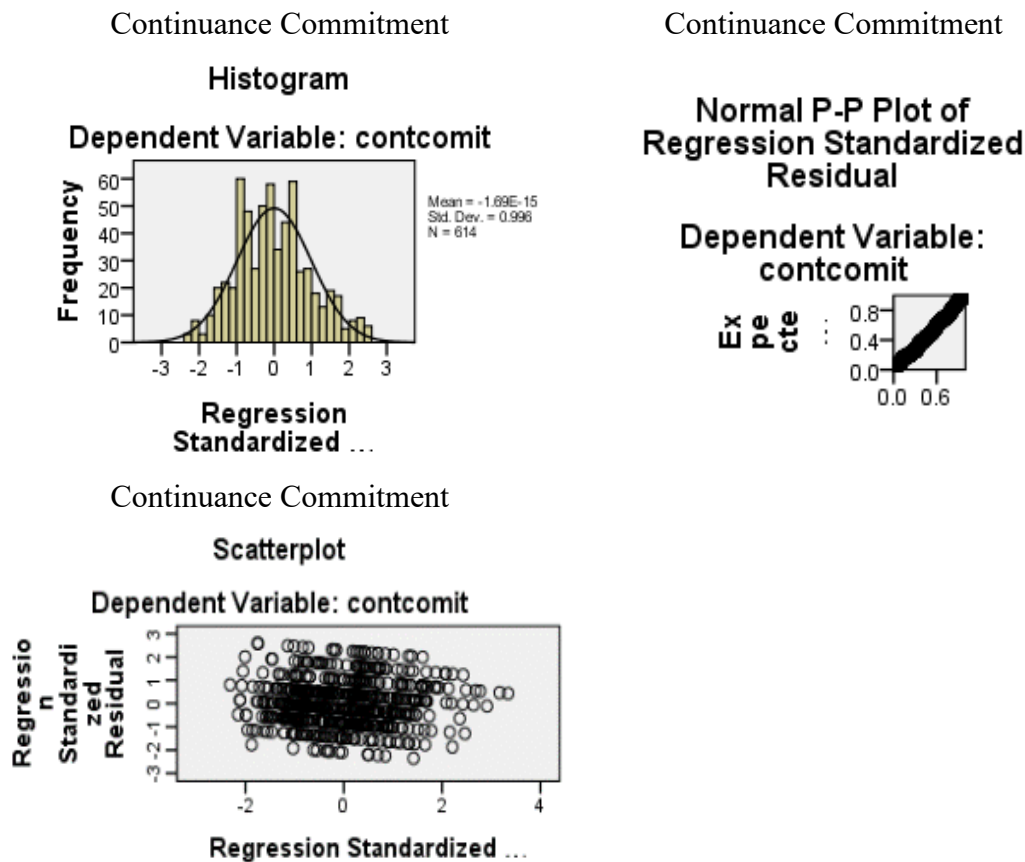 Continuance Commitment
Histogram
Dependent Variable: contcomit
Frequency
60
50
40
30
20
10
0
-3 -2 -1 0 1 2 3
Mean = -1.69E-15
Std. Dev. = 0.996
N = 614
Regression
Standardized ...
Continuance Commitment
Normal P-P Plot of
Regression Standardized
Residual
Dependent Variable:
contcomit
Ex
pe
cte
...
0.8
0.4
0.0
0.0 0.6
Continuance Commitment
Scatterplot
Dependent Variable: contcomit
Regressio
n
Standardi
zed
Residual
3
2
1
0
-1
-2
-3
-2 0 2 4
Regression Standardized ...